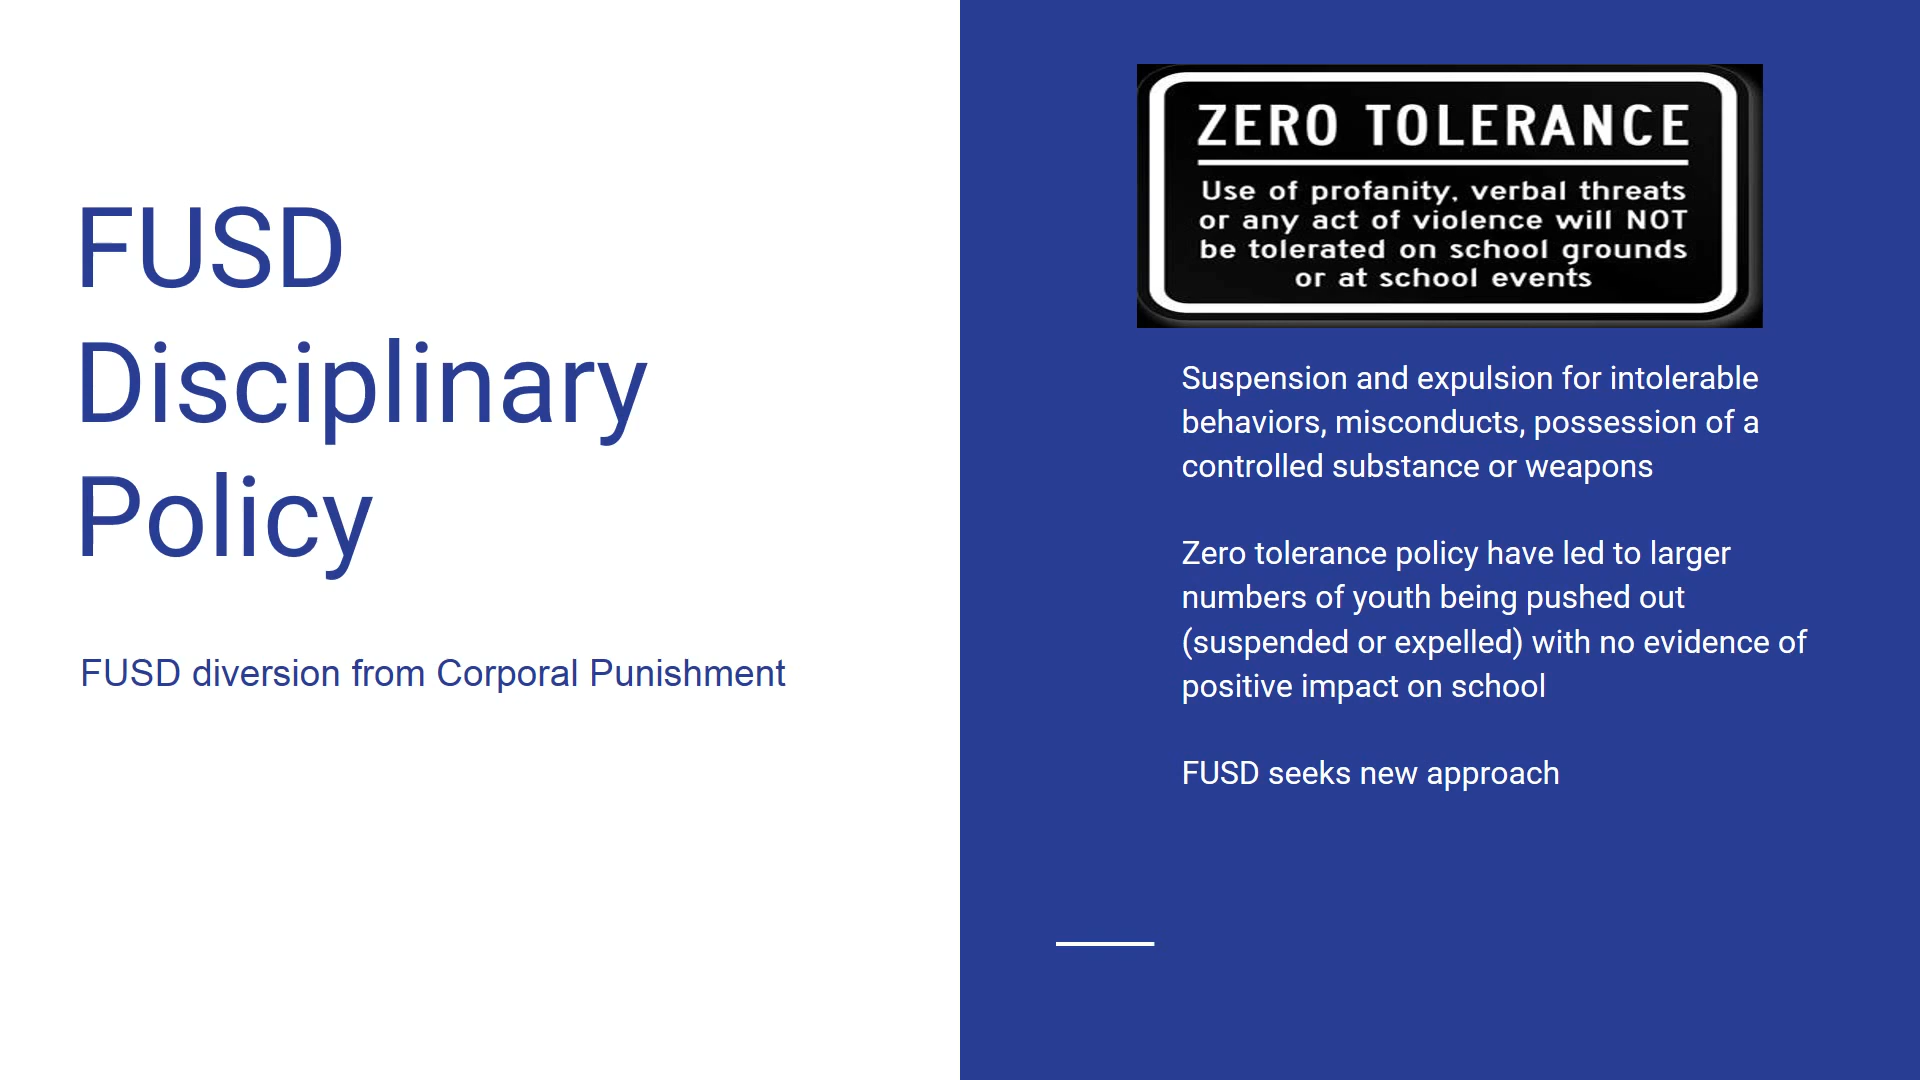 FUSD
Disciplinary
Policy
FUSD diversion from Corporal Punishment
ZERO TOLERANCE
Use of profanity, verbal threats
or any act of violence will NOT
be tolerated on school grounds
or at school events
Suspension and expulsion for intolerable
behaviors, misconducts, possession of a
controlled substance or weapons
Zero tolerance policy have led to larger
numbers of youth being pushed out
(suspended or expelled) with no evidence of
positive impact on school
FUSD seeks new approach